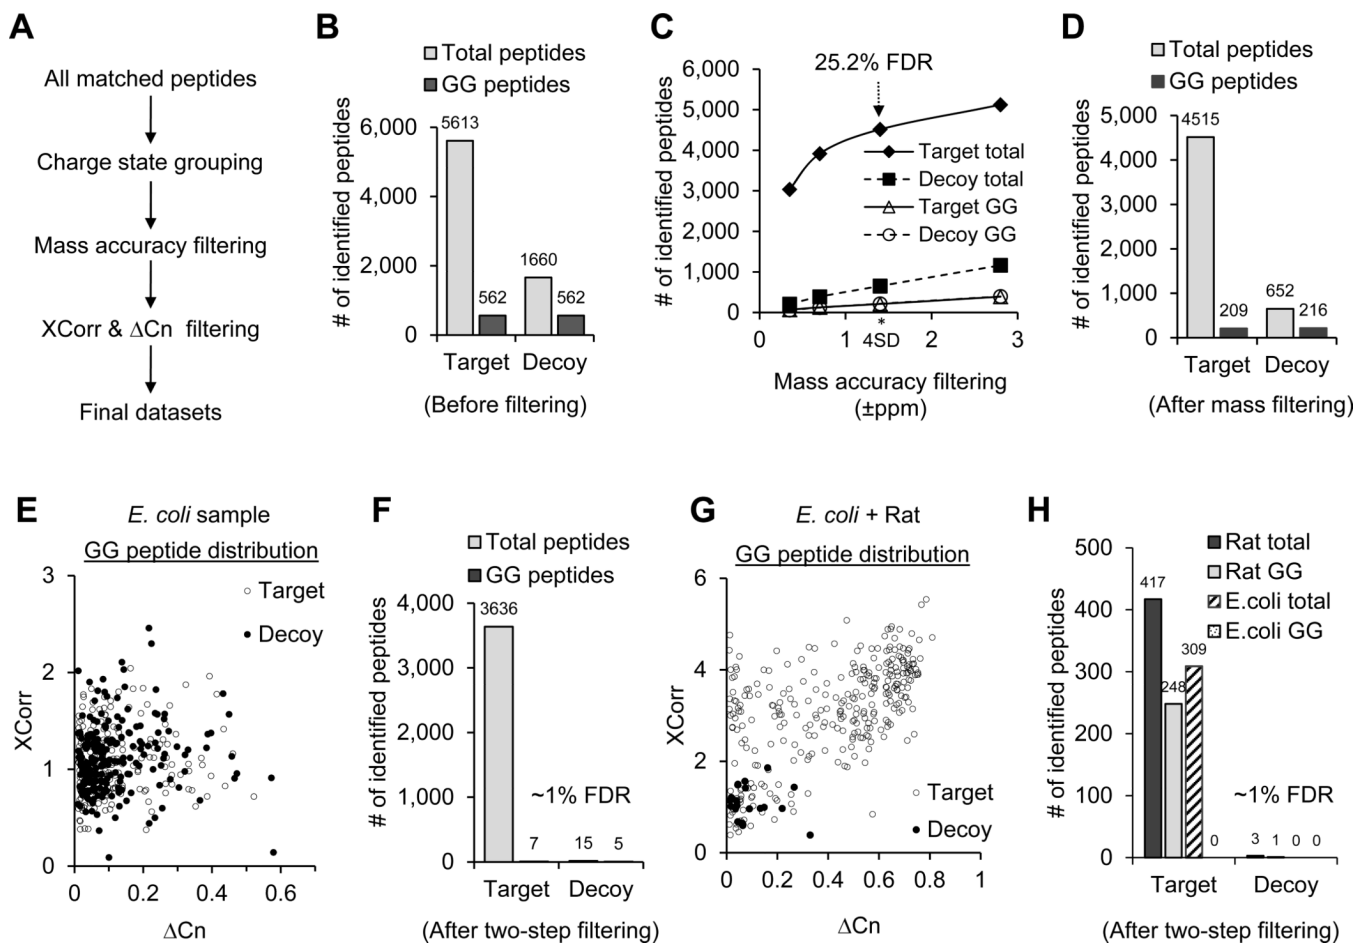 A
All matched peptides
Charge state grouping
Mass accuracy filtering
XCorr & ΔCn filtering
Final datasets
B
Total peptides
GG peptides
# of identified peptides
6,000
4,000
2,000
0
5613
562
1660
562
Target Decoy
(Before filtering)
C
25.2% FDR
# of identified peptides
6,000
5,000
4,000
3,000
2,000
1,000
0
Target total
Decoy total
Target GG
Decoy GG
*
4SD
0 1 2 3
Mass accuracy filtering
(±ppm)
D
Total peptides
GG peptides
# of identified peptides
5,000
4,000
3,000
2,000
1,000
0
4515
209
652
216
Target Decoy
(After mass filtering)
E
E. coli sample
GG peptide distribution
Target
Decoy
XCorr
3
2
1
0
0 0.2 0.4 0.6
ΔCn
F
Total peptides
GG peptides
# of identified peptides
4,000
3,000
2,000
1,000
0
3636
~1% FDR
7
15
5
Target Decoy
(After two-step filtering)
G
E. coli + Rat
GG peptide distribution
XCorr
6
4
2
0
Target
Decoy
0 0.2 0.4 0.6 0.8 1
ΔCn
H
Rat total
Rat GG
E.coli total
E.coli GG
# of identified peptides
500
400
300
200
100
0
417
248
309
0
~1% FDR
3 1 0 0
Target Decoy
(After two-step filtering)